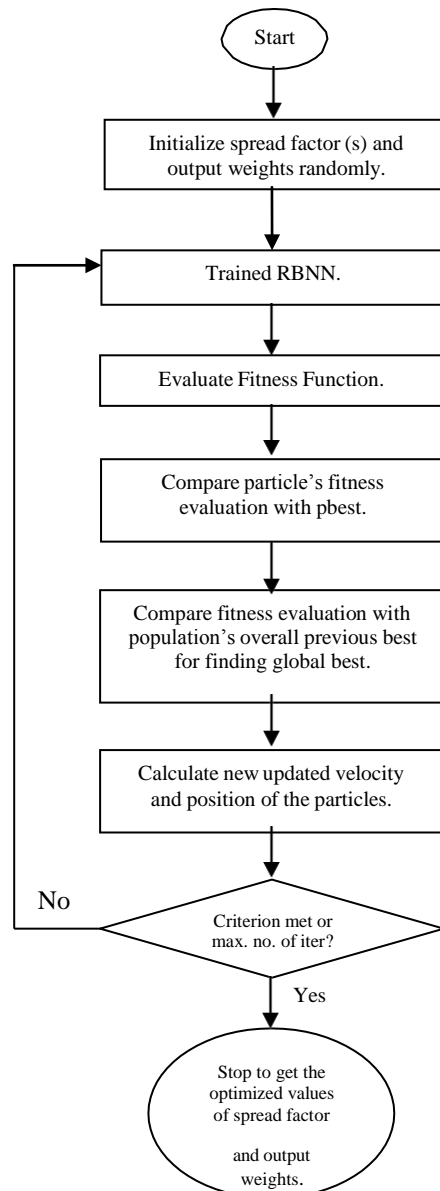 Start
Initialize spread factor (s) and
output weights randomly.
Trained RBNN.
Evaluate Fitness Function.
Compare particle's fitness
evaluation with pbest.
Compare fitness evaluation with
population's overall previous best
for finding global best.
Calculate new updated velocity
and position of the particles.
No
Criterion met or
max. no. of iter?
Yes
Stop to get the
optimized values
of spread factor
and output
weights.